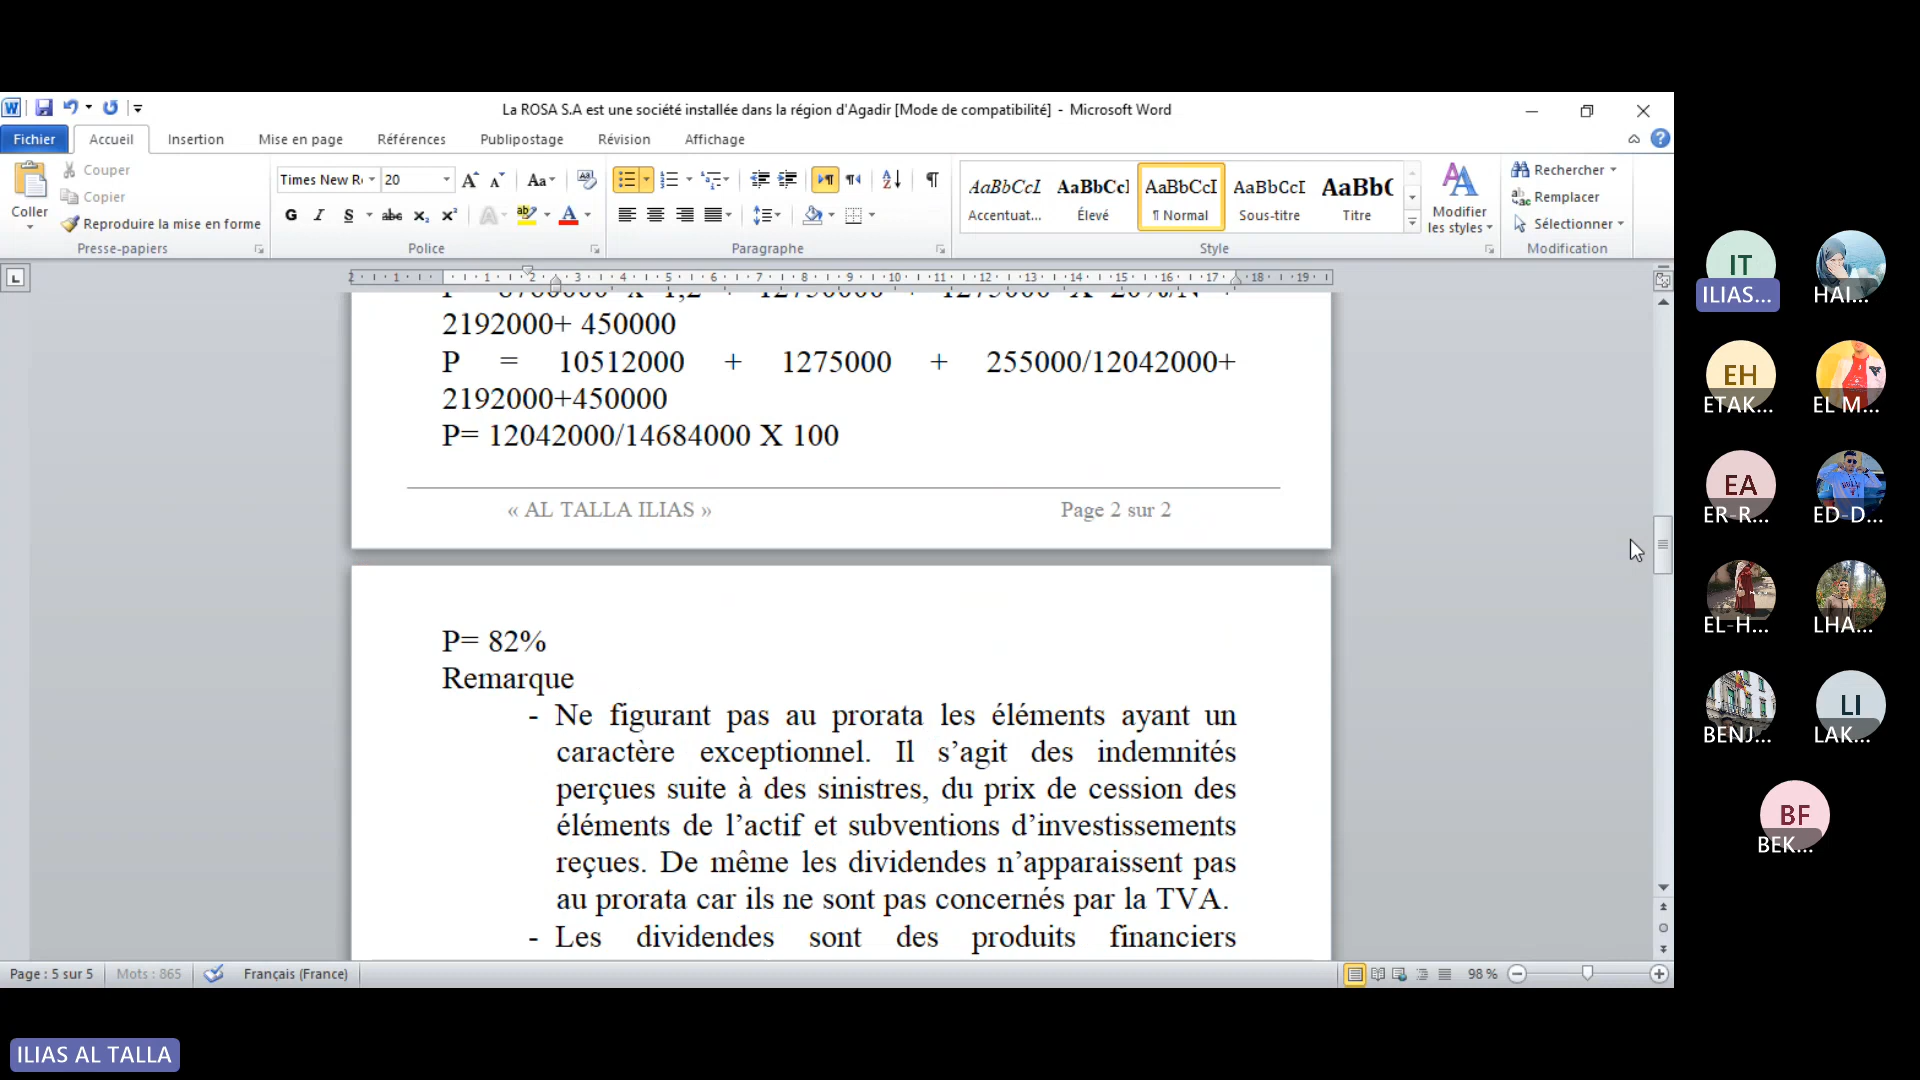 La ROSA S.A est une société installée dans la région d'Agadir [Mode de compatibilité] - Microsoft Word
Fichier Accueil Insertion Mise en page Références Publipostage Révision Affichage
Coller
Couper
Copier
Reproduire la mise en forme
Presse-papiers
Times New R 20
Police
Paragraphe
AaBbCcI AaBbCcI AaBbCcI AaBbCcI AaBbC
Accentuat... Élevé ¶ Normal Sous-titre Titre
Modifier
les styles
Style
Rechercher
Remplacer
Sélectionner
Modification
2192000+ 450000
P = 10512000 + 1275000 + 255000/12042000+
2192000+450000
P= 12042000/14684000 X 100
« AL TALLA ILIAS » Page 2 sur 2
P= 82%
Remarque
- Ne figurant pas au prorata les éléments ayant un
caractère exceptionnel. Il s’agit des indemnités
perçues suite à des sinistres, du prix de cession des
éléments de l’actif et subventions d’investissements
reçues. De même les dividendes n’apparaissent pas
au prorata car ils ne sont pas concernés par la TVA.
- Les dividendes sont des produits financiers
Page : 5 sur 5 Mots : 865 Français (France) 98 %
IT
ILIAS...
HAI...
EH
ETAK...
EL M...
EA
ER-R...
ED-D...
EL-H...
LHA...
BENJ...
LI
LAK...
BF
BEK...
ILIAS AL TALLA